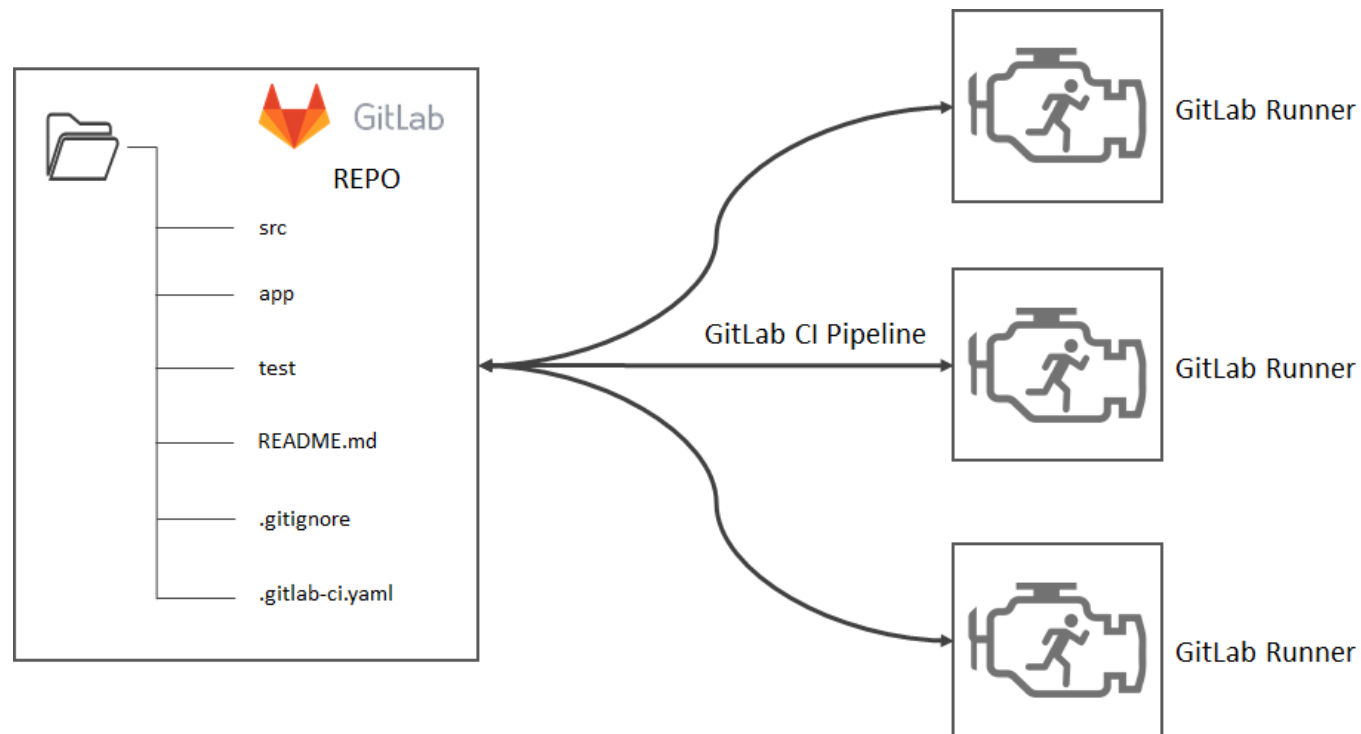 GitLab
REPO
src
app
test
README.md
.gitignore
.gitlab-ci.yaml
GitLab CI Pipeline
GitLab Runner
GitLab Runner
GitLab Runner